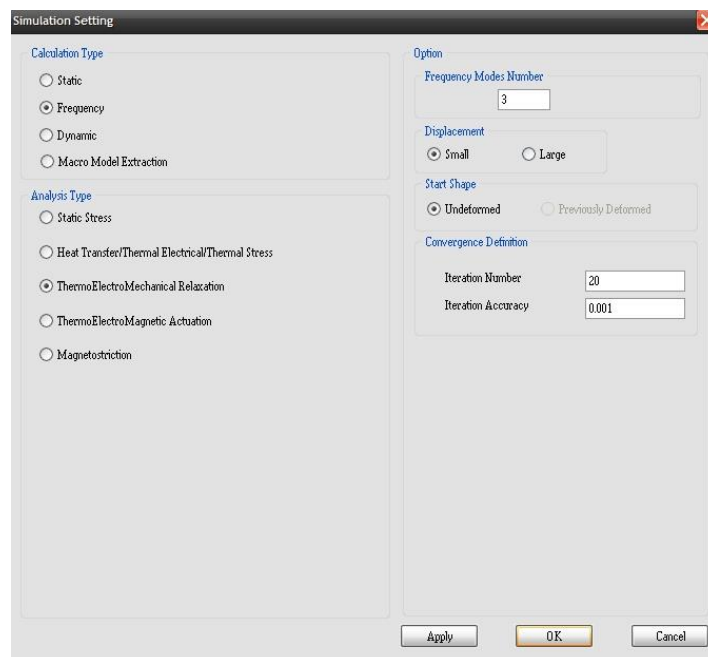 Simulation Setting
Calculation Type
Static
Frequency
Dynamic
Macro Model Extraction
Analysis Type
Static Stress
Heat Transfer/Thermal Electrical/Thermal Stress
ThermoElectroMechanical Relaxation
ThermoElectroMagnetic Actuation
Magnetostriction
Option
Frequency Modes Number
3
Displacement
Small Large
Start Shape
Undeformed Previously Deformed
Convergence Definition
Iteration Number 20
Iteration Accuracy 0.001
Apply OK Cancel